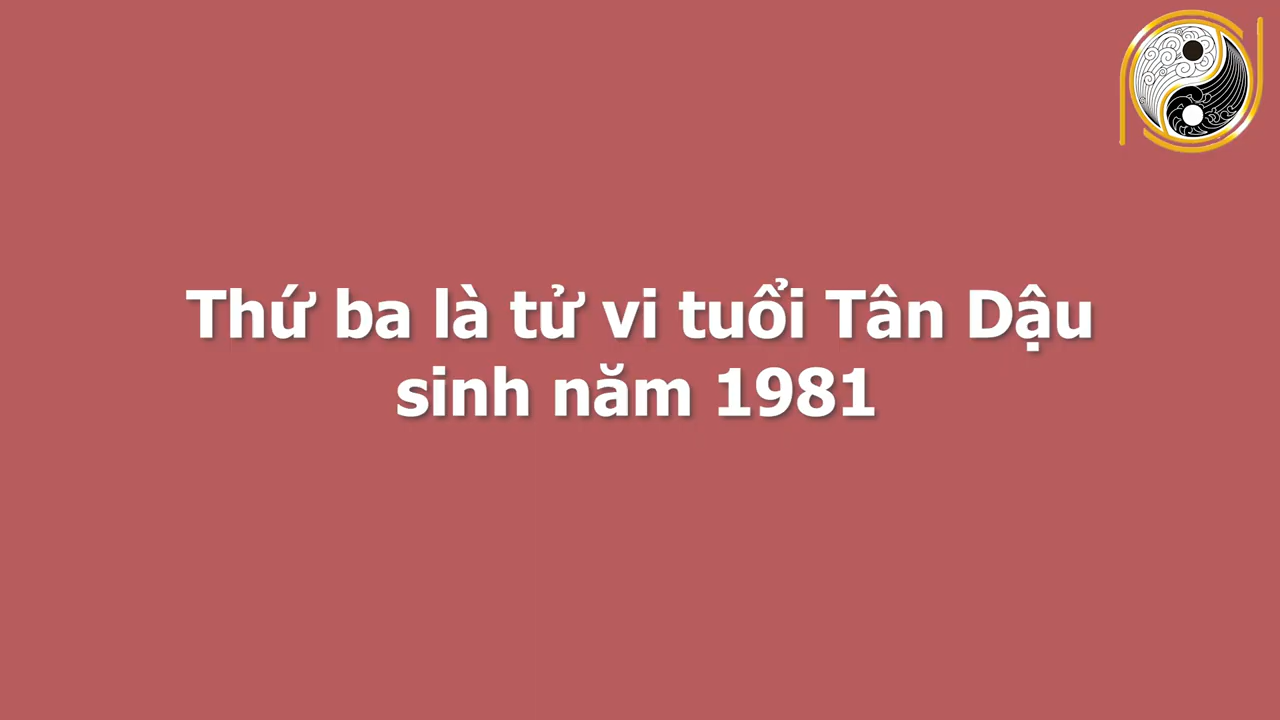 Thứ ba là tử vi tuổi Tân Dậu
sinh năm 1981